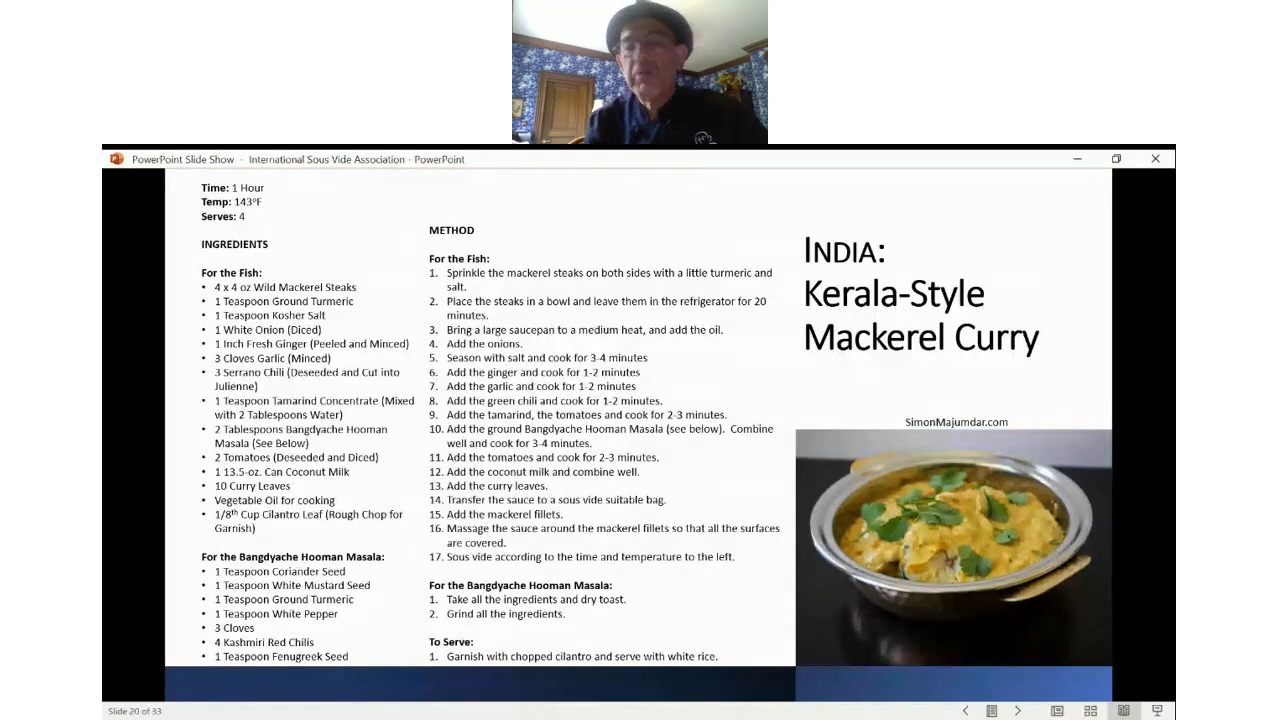 PowerPoint Slide Show - International Sous Vide Association - PowerPoint
Time: 1 Hour
Temp: 143°F
Serves: 4
INGREDIENTS
For the Fish:
• 4 x 4 oz Wild Mackerel Steaks
• 1 Teaspoon Ground Turmeric
• 1 Teaspoon Kosher Salt
• 1 White Onion (Diced)
• 1 Inch Fresh Ginger (Peeled and Minced)
• 3 Cloves Garlic (Minced)
• 3 Serrano Chili (Deseeded and Cut into
Julienne)
• 1 Teaspoon Tamarind Concentrate (Mixed
with 2 Tablespoons Water)
• 2 Tablespoons Bangdyache Hooman
Masala (See Below)
• 2 Tomatoes (Deseeded and Diced)
• 1 13.5-oz. Can Coconut Milk
• 10 Curry Leaves
• Vegetable Oil for cooking
• 1/8th Cup Cilantro Leaf (Rough Chop for
Garnish)
For the Bangdyache Hooman Masala:
• 1 Teaspoon Coriander Seed
• 1 Teaspoon White Mustard Seed
• 1 Teaspoon Ground Turmeric
• 1 Teaspoon White Pepper
• 3 Cloves
• 4 Kashmiri Red Chilis
• 1 Teaspoon Fenugreek Seed
METHOD
For the Fish:
1. Sprinkle the mackerel steaks on both sides with a little turmeric and
salt.
2. Place the steaks in a bowl and leave them in the refrigerator for 20
minutes.
3. Bring a large saucepan to a medium heat, and add the oil.
4. Add the onions.
5. Season with salt and cook for 3-4 minutes
6. Add the ginger and cook for 1-2 minutes
7. Add the garlic and cook for 1-2 minutes
8. Add the green chili and cook for 1-2 minutes.
9. Add the tamarind, the tomatoes and cook for 2-3 minutes.
10. Add the ground Bangdyache Hooman Masala (see below). Combine
well and cook for 3-4 minutes.
11. Add the tomatoes and cook for 2-3 minutes.
12. Add the coconut milk and combine well.
13. Add the curry leaves.
14. Transfer the sauce to a sous vide suitable bag.
15. Add the mackerel fillets.
16. Massage the sauce around the mackerel fillets so that all the surfaces
are covered.
17. Sous vide according to the time and temperature to the left.
For the Bangdyache Hooman Masala:
1. Take all the ingredients and dry toast.
2. Grind all the ingredients.
To Serve:
1. Garnish with chopped cilantro and serve with white rice.
INDIA:
Kerala-Style
Mackerel Curry
SimonMajumdar.com
Slide 20 of 33